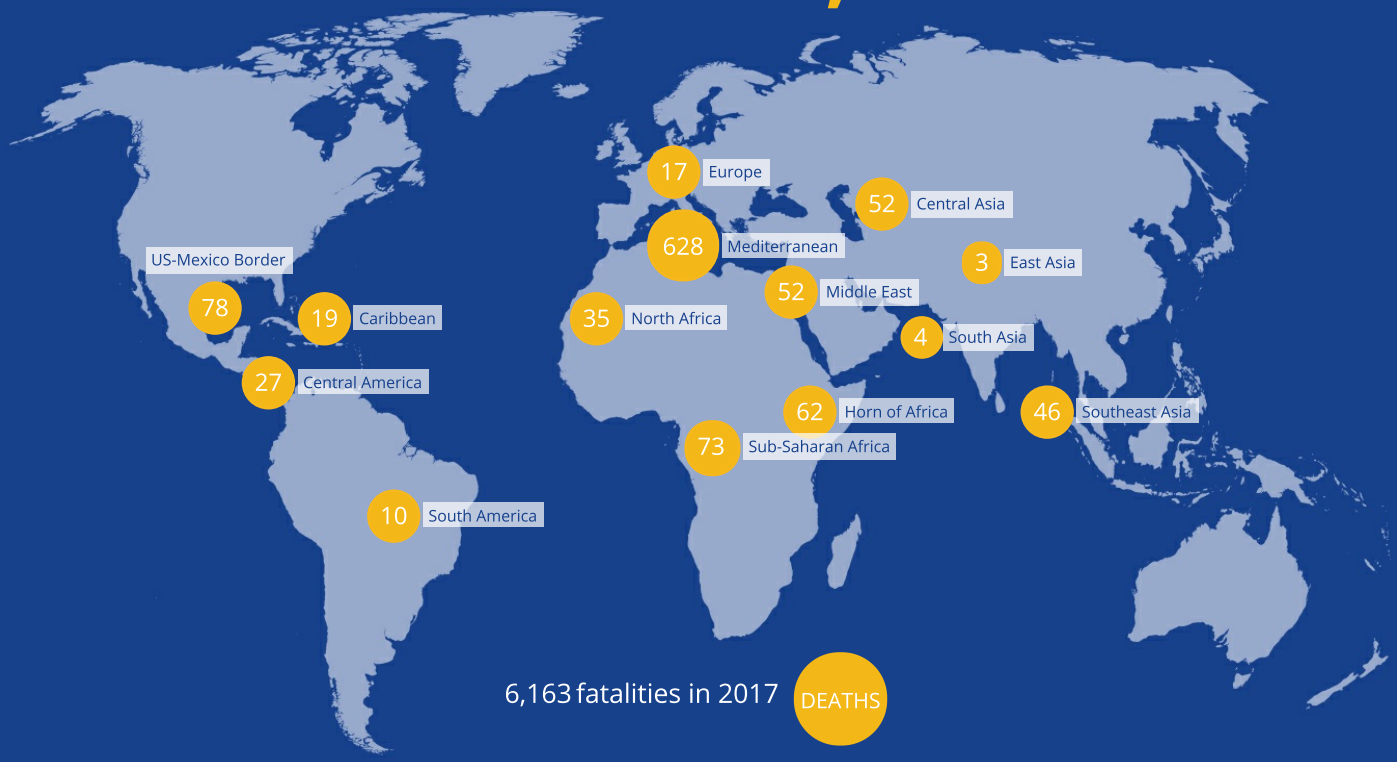 17 Europe
52 Central Asia
628 Mediterranean
US-Mexico Border
78
3 East Asia
52 Middle East
19 Caribbean
35 North Africa
4 South Asia
27 Central America
62 Horn of Africa
46 Southeast Asia
73 Sub-Saharan Africa
10 South America
6,163 fatalities in 2017
DEATHS